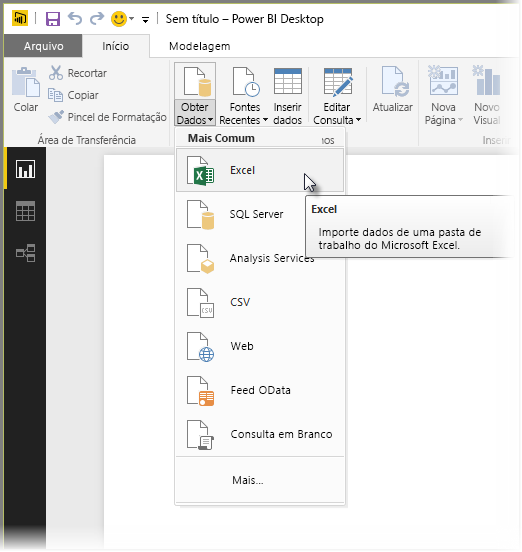 Sem título – Power BI Desktop
Arquivo Início Modelagem
Colar
Recortar
Copiar
Pincel de Formatação
Área de Transferência
Obter
Dados
Fontes
Recentes
Inserir
dados
Editar
Consulta
Atualizar
Nova
Página
Novo
Visual
Inseri
Mais Comum
Excel
SQL Server
Analysis Services
CSV
CSV
Web
Feed OData
Consulta em Branco
Mais...
Excel
Importe dados de uma pasta de
trabalho do Microsoft Excel.